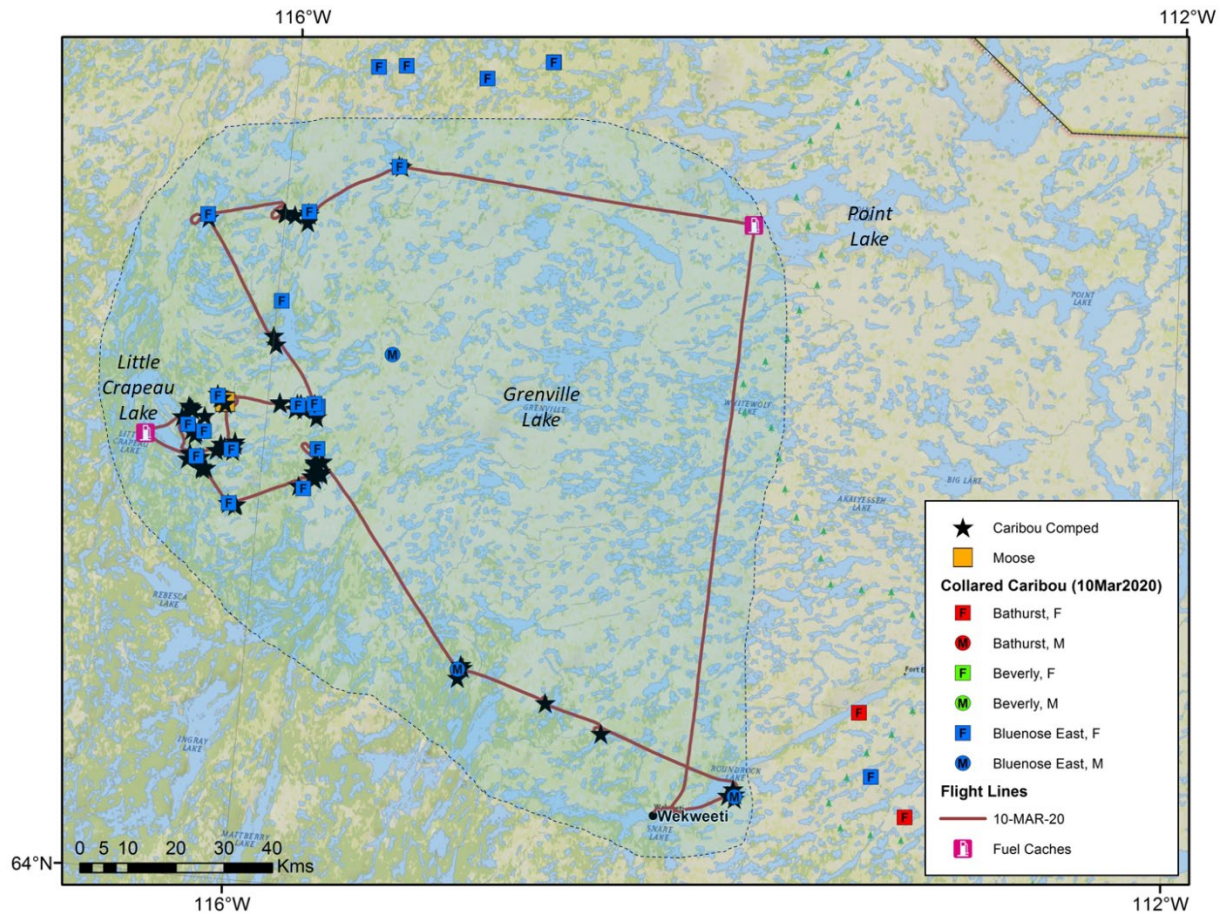 116°W
112°W
F
F
F
F
F
F
F
Point
Lake
POINT
LAKE
F
M
Little
Crapeau
Lake
Grenville
Lake
GRENVILLE
LAKE
WHITEWOLF
LAKE
F
F
F
F
F
F
F
F
F
F
BIG LAKE
AKAIYESSEH
LAKE
REBESCA
LAKE
M
INGRAY
LAKE
F
F
F
ROUNDROCK
LAKE
M
Wekweeti
SNARE
LAKE
MATTBERRY
LAKE
Caribou Comped
Moose
Collared Caribou (10Mar2020)
F Bathurst, F
M Bathurst, M
F Beverly, F
M Beverly, M
F Bluenose East, F
M Bluenose East, M
Flight Lines
10-MAR-20
Fuel Caches
0 5 10 20 30 40
Kms
64°N
116°W
112°W